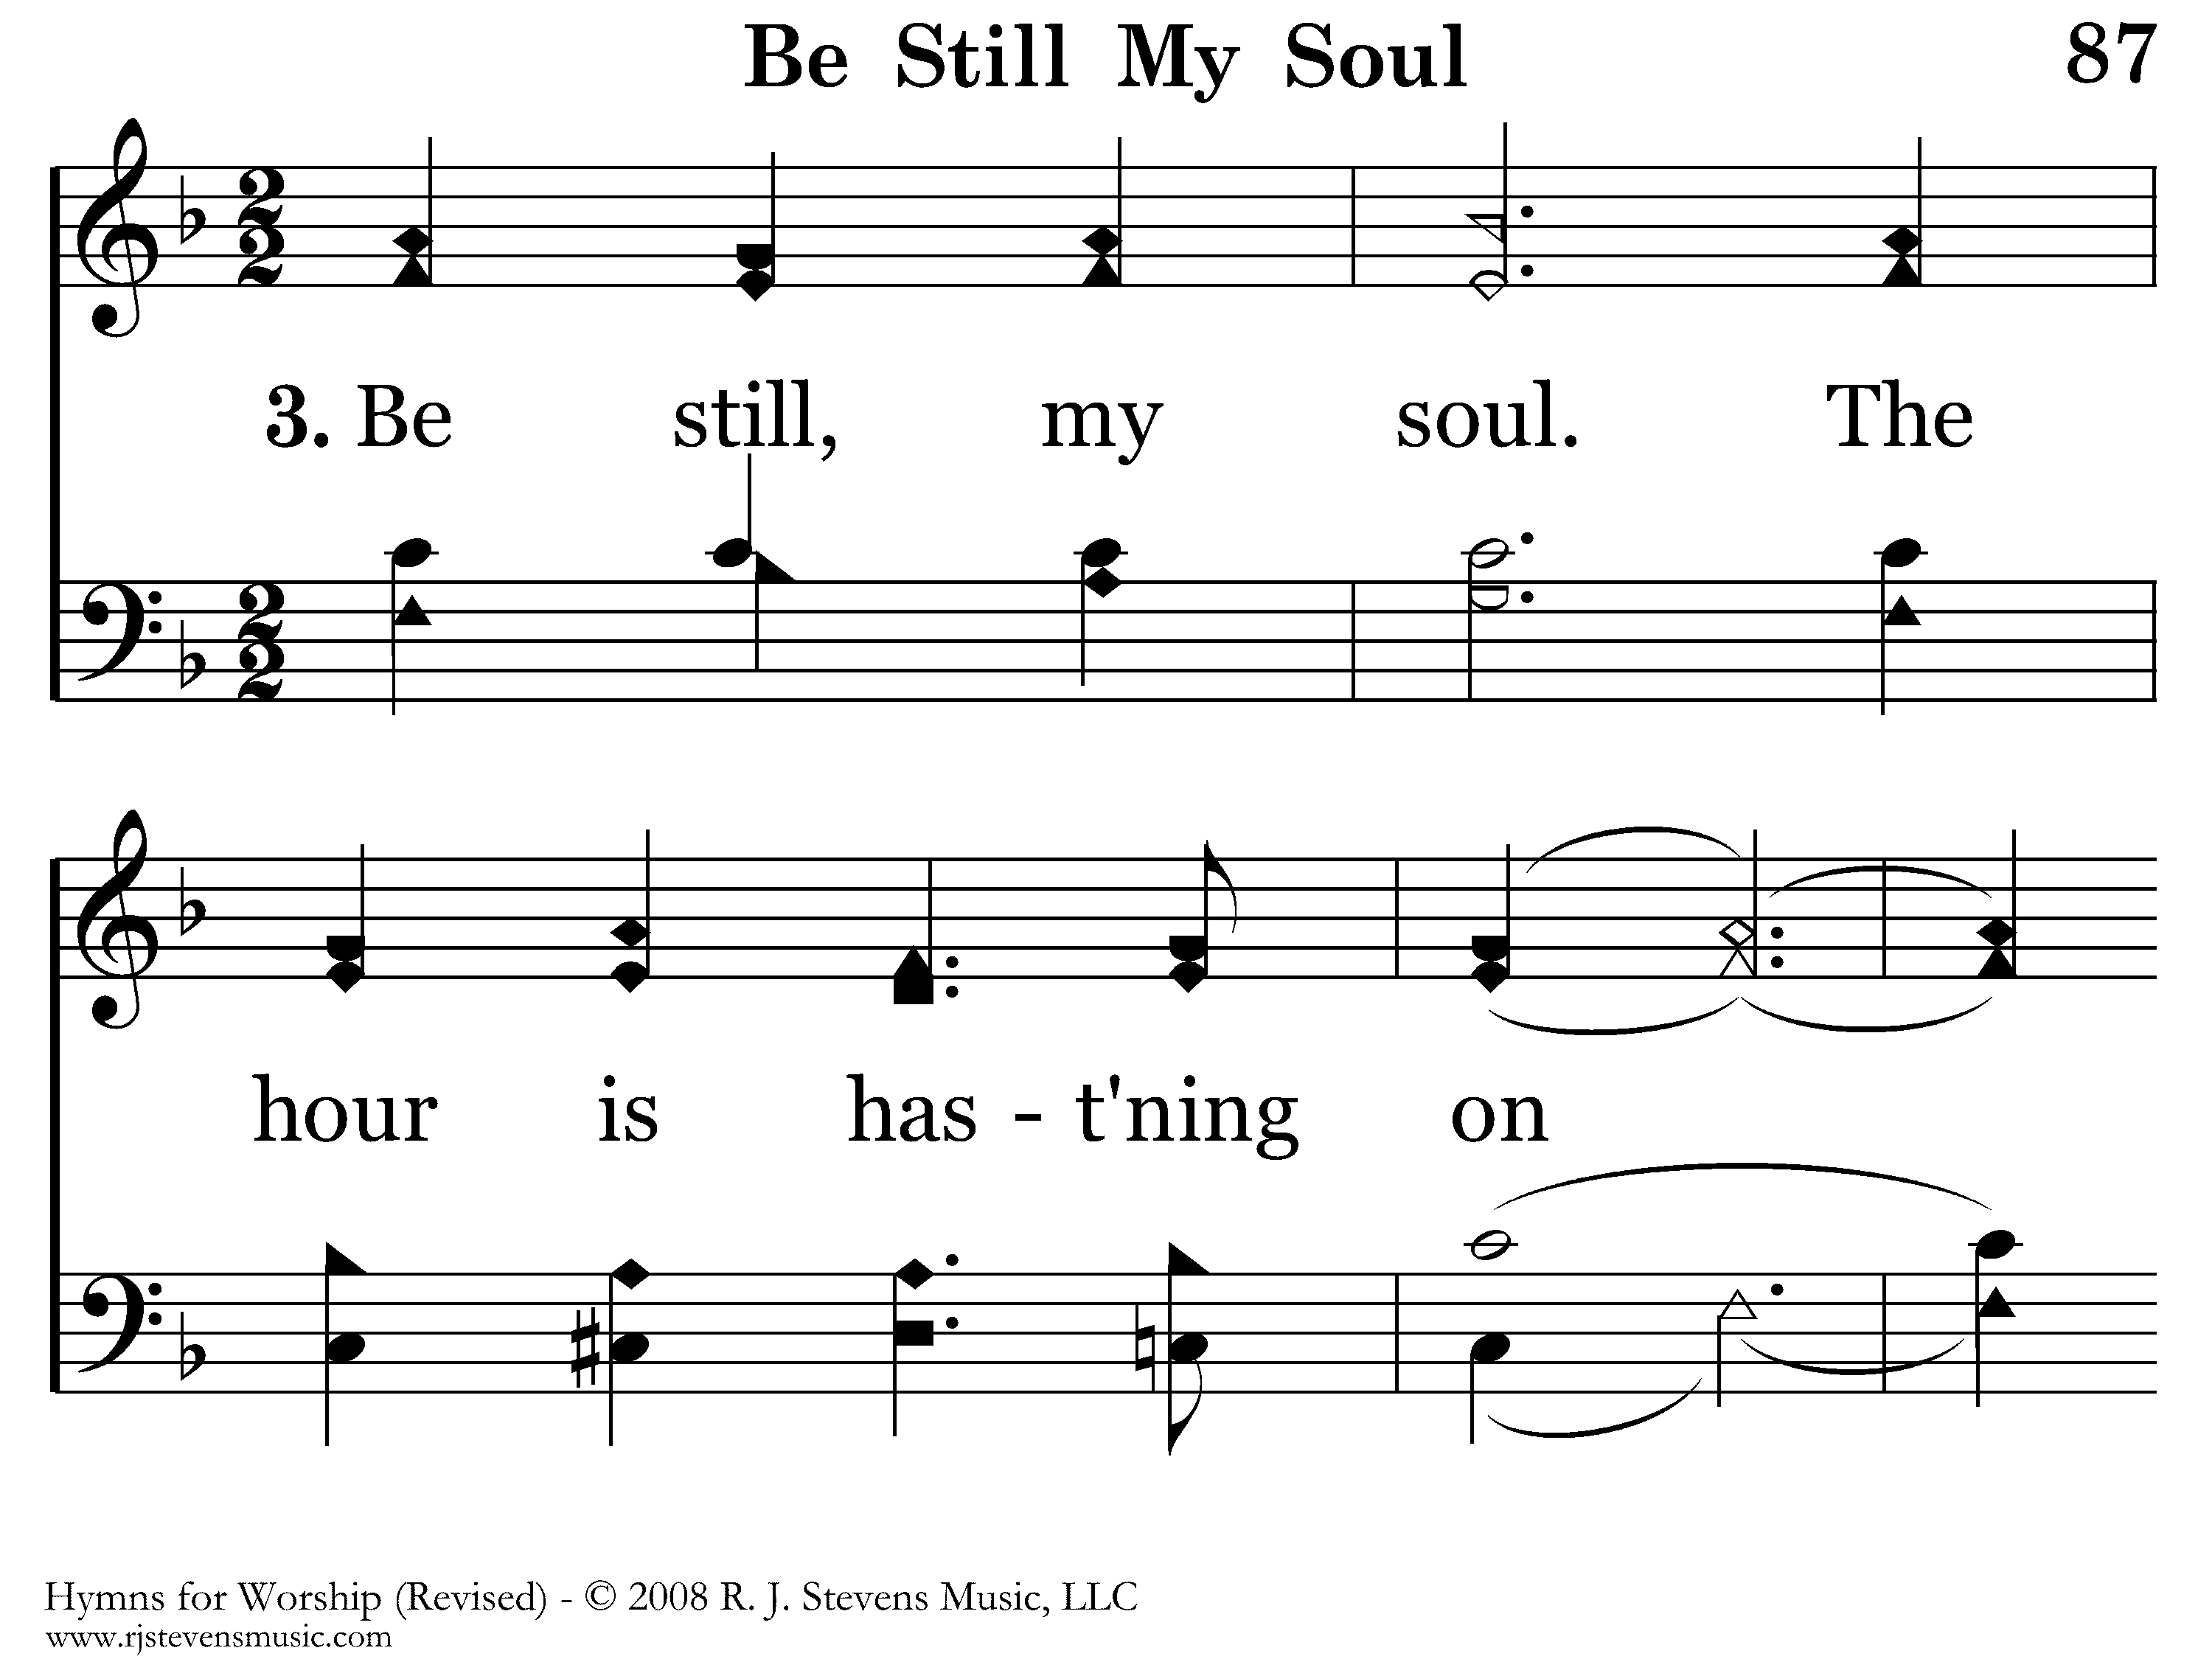 Be Still My Soul 87
3. Be still, my soul. The
hour is has - t'ning on
Hymns for Worship (Revised) - © 2008 R. J. Stevens Music, LLC
www.rjstevensmusic.com